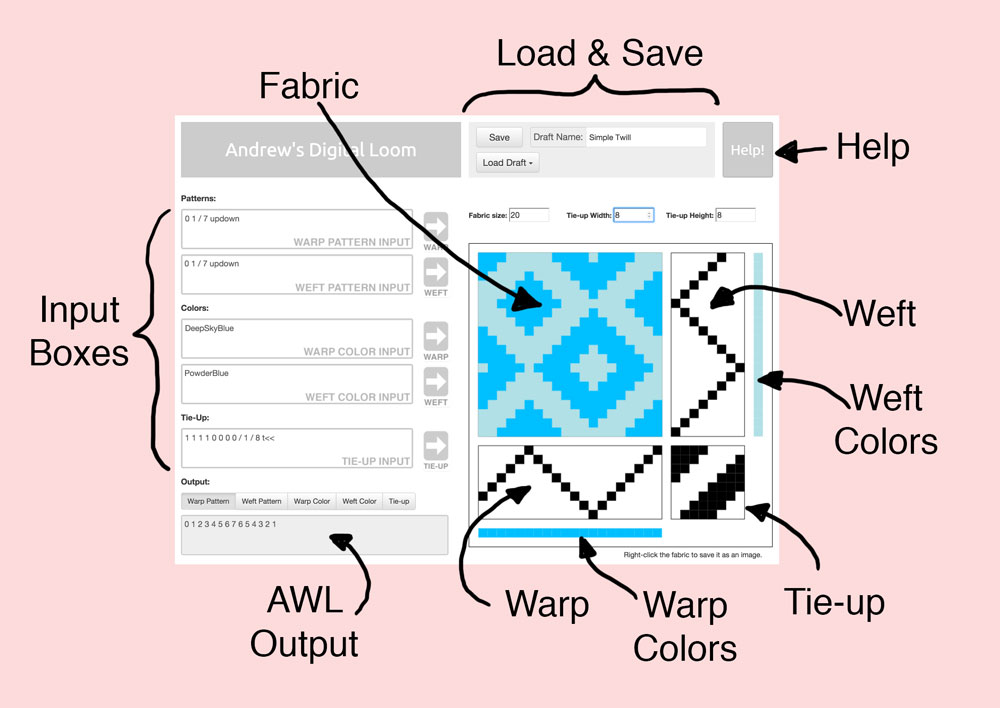 Load & Save
Fabric
Andrew's Digital Loom
Save
Draft Name:
Simple Twill
Load Draft
Help!
Help
Patterns:
0 1 / 7 updown
WARP PATTERN INPUT
WARP
0 1 / 7 updown
WEFT PATTERN INPUT
WEFT
Colors:
DeepSkyBlue
WARP COLOR INPUT
WARP
PowderBlue
WEFT COLOR INPUT
WEFT
Tie-Up:
1 1 1 1 0 0 0 0 / 1 / 8 t<<
TIE-UP INPUT
TIE-UP
Output:
Warp Pattern
Weft Pattern
Warp Color
Weft Color
Tie-up
0 1 2 3 4 5 6 7 6 5 4 3 2 1
Input
Boxes
Fabric size: 20
Tie-up Width: 8
Tie-up Height: 8
Right-click the fabric to save it as an image.
Weft
Weft
Colors
AWL
Output
Warp
Warp
Colors
Tie-up